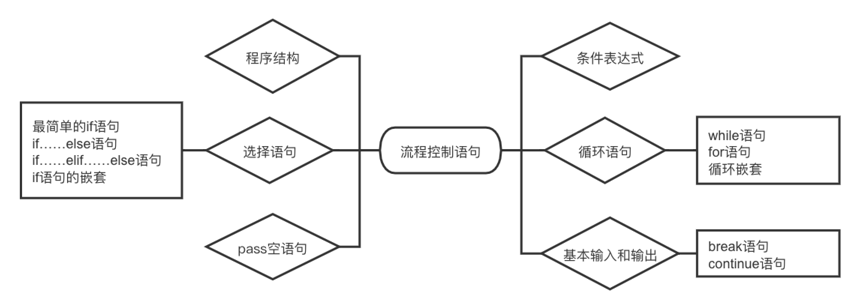 程序结构
最简单的if语句
if……else语句
if……elif……else语句
if语句的嵌套
选择语句
pass空语句
流程控制语句
条件表达式
循环语句
while语句
for语句
循环嵌套
基本输入和输出
break语句
continue语句